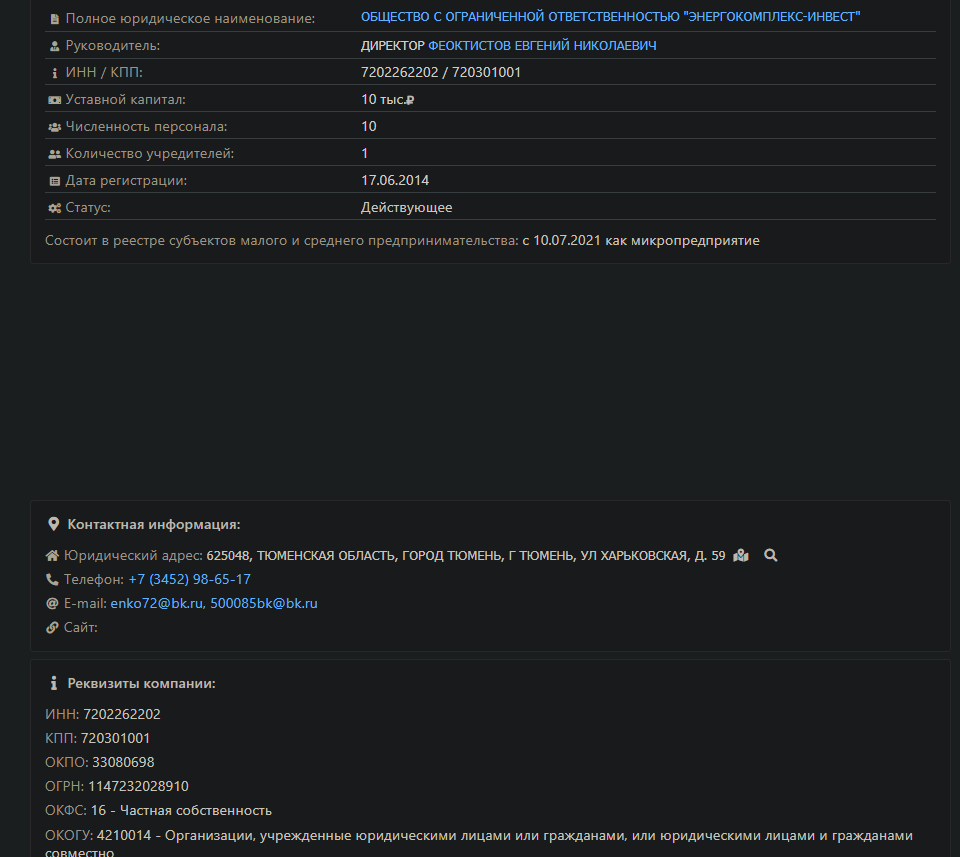 Полное юридическое наименование: ОБЩЕСТВО С ОГРАНИЧЕННОЙ ОТВЕТСТВЕННОСТЬЮ "ЭНЕРГОКОМПЛЕКС-ИНВЕСТ"
Руководитель: ДИРЕКТОР ФЕОКТИСТОВ ЕВГЕНИЙ НИКОЛАЕВИЧ
ИНН / КПП: 7202262202 / 720301001
Уставной капитал: 10 тыс.₽
Численность персонала: 10
Количество учредителей: 1
Дата регистрации: 17.06.2014
Статус: Действующее
Состоит в реестре субъектов малого и среднего предпринимательства: с 10.07.2021 как микропредприятие
Контактная информация:
Юридический адрес: 625048, ТЮМЕНСКАЯ ОБЛАСТЬ, ГОРОД ТЮМЕНЬ, Г ТЮМЕНЬ, УЛ ХАРЬКОВСКАЯ, Д. 59
Телефон: +7 (3452) 98-65-17
E-mail: enko72@bk.ru, 500085bk@bk.ru
Сайт:
Реквизиты компании:
ИНН: 7202262202
КПП: 720301001
ОКПО: 33080698
ОГРН: 1147232028910
ОКФС: 16 - Частная собственность
ОКОГУ: 4210014 - Организации, учрежденные юридическими лицами или гражданами, или юридическими лицами и гражданами
совместно